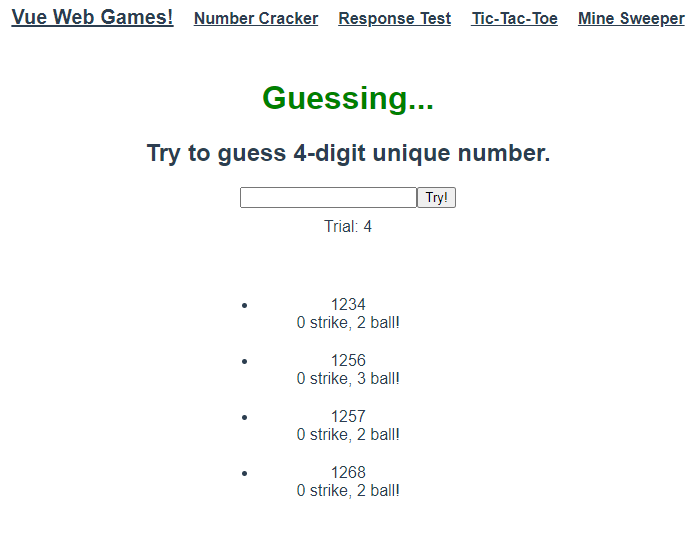 Vue Web Games! Number Cracker Response Test Tic-Tac-Toe Mine Sweeper
Guessing...
Try to guess 4-digit unique number.
Try!
Trial: 4
1234
0 strike, 2 ball!
1256
0 strike, 3 ball!
1257
0 strike, 2 ball!
1268
0 strike, 2 ball!